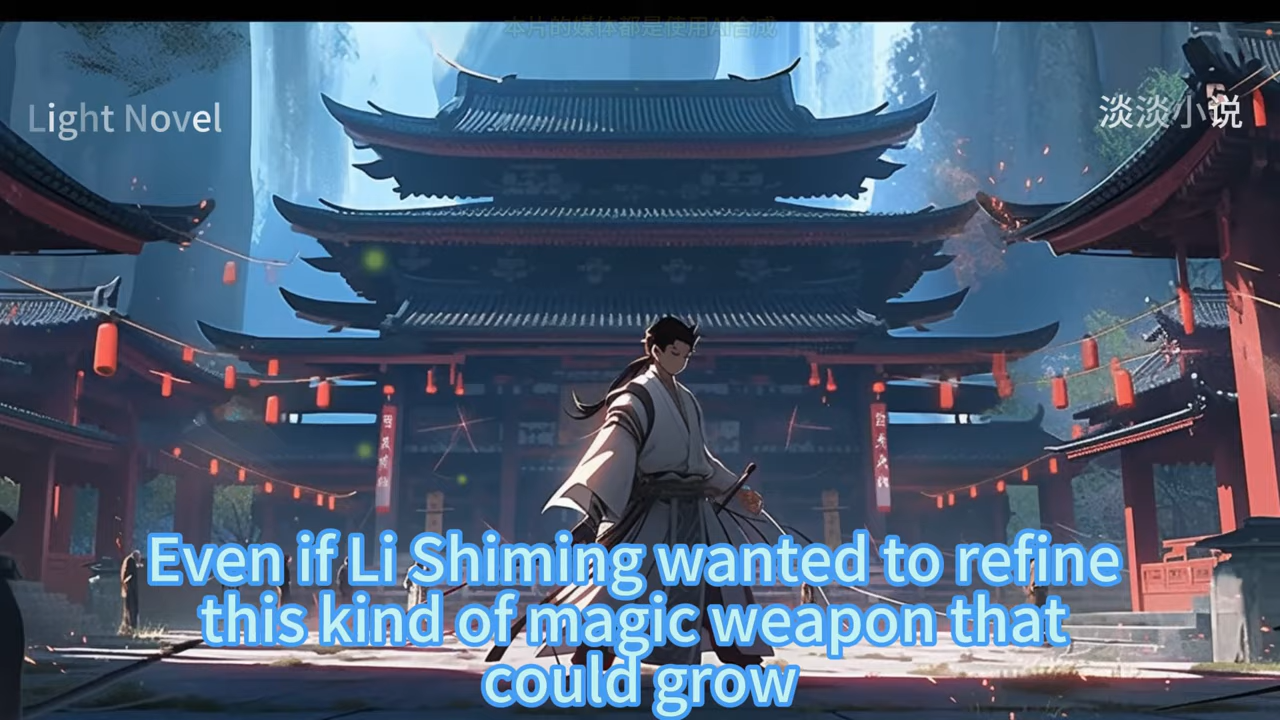 本片的媒体都是使用AI合成
Light Novel
淡淡小说
Even if Li Shiming wanted to refine
this kind of magic weapon that
could grow